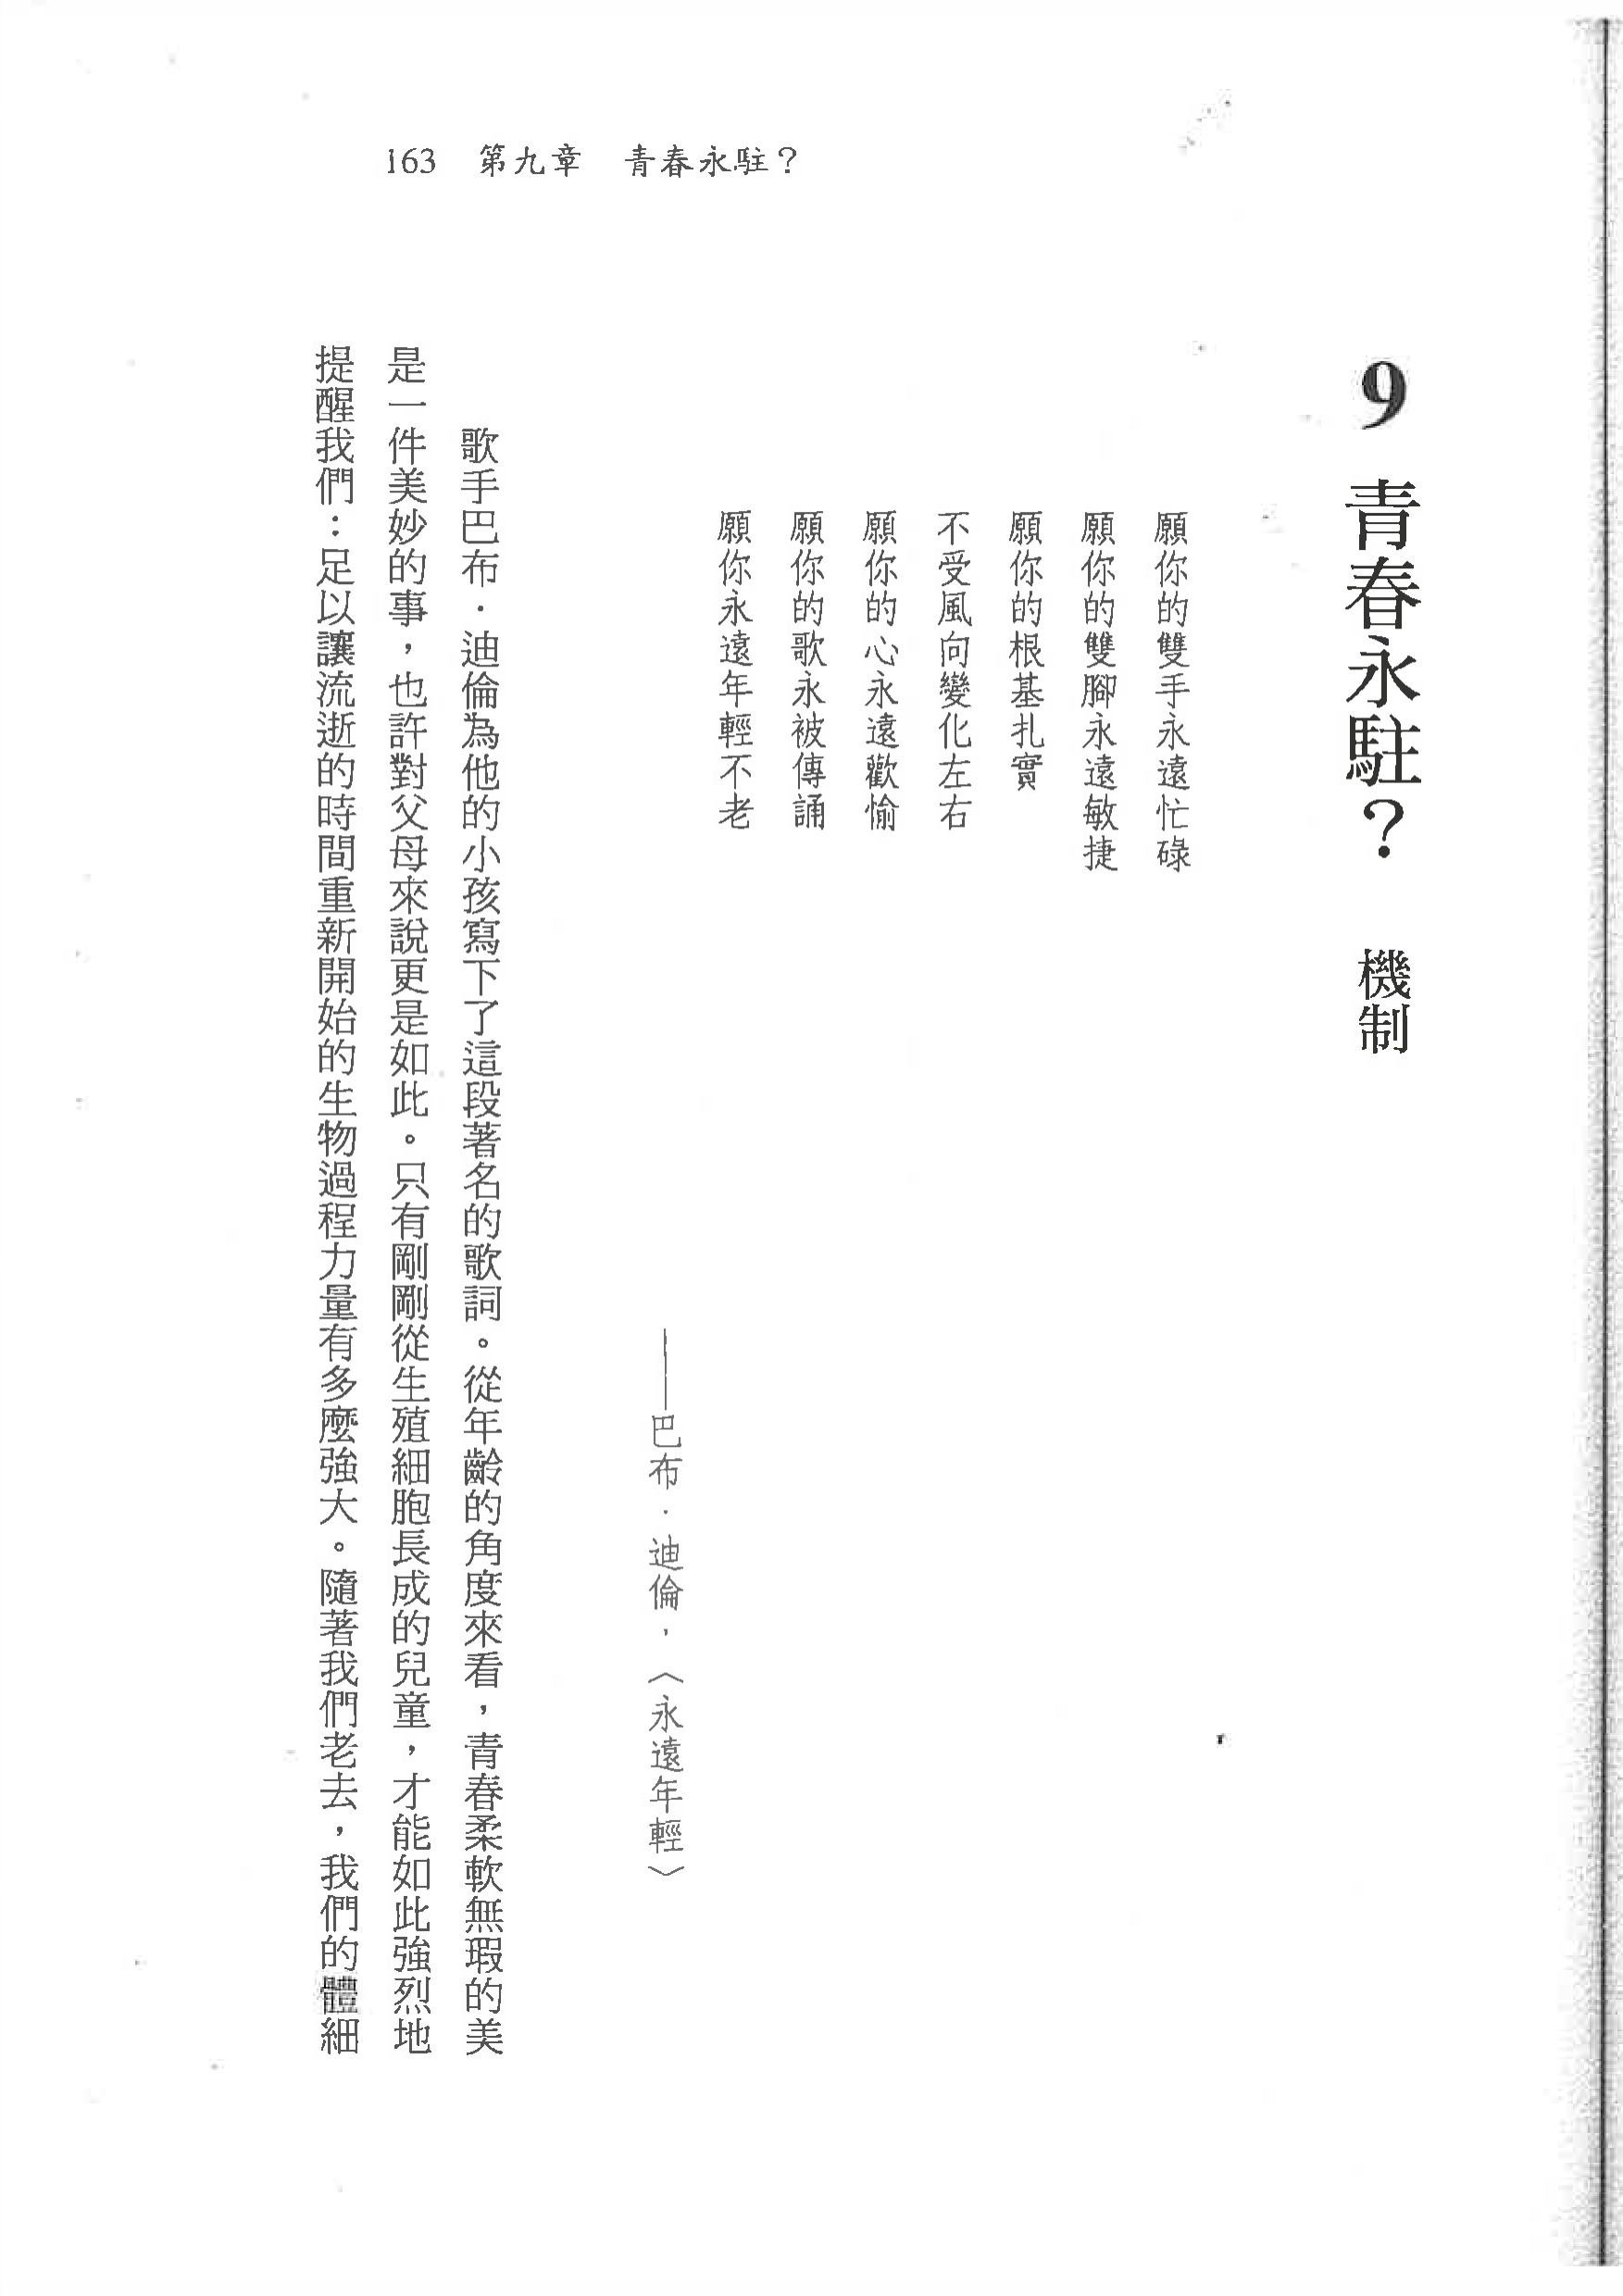 163 第九章 青春永駐？
9 青春永駐？ 機制
願你的雙手永遠忙碌
願你的雙腳永遠敏捷
願你的根基扎實
不受風向變化左右
願你的心永遠歡愉
願你的歌永被傳誦
願你永遠年輕不老
——巴布．迪倫，〈永遠年輕〉
歌手巴布．迪倫為他的小孩寫下了這段著名的歌詞。從年齡的角度來看，青春柔軟無瑕的美
是一件美妙的事，也許對父母來說更是如此。只有剛剛從生殖細胞長成的兒童，才能如此強烈地
提醒我們：足以讓流逝的時間重新開始的生物過程力量有多麼強大。隨著我們老去，我們的體細